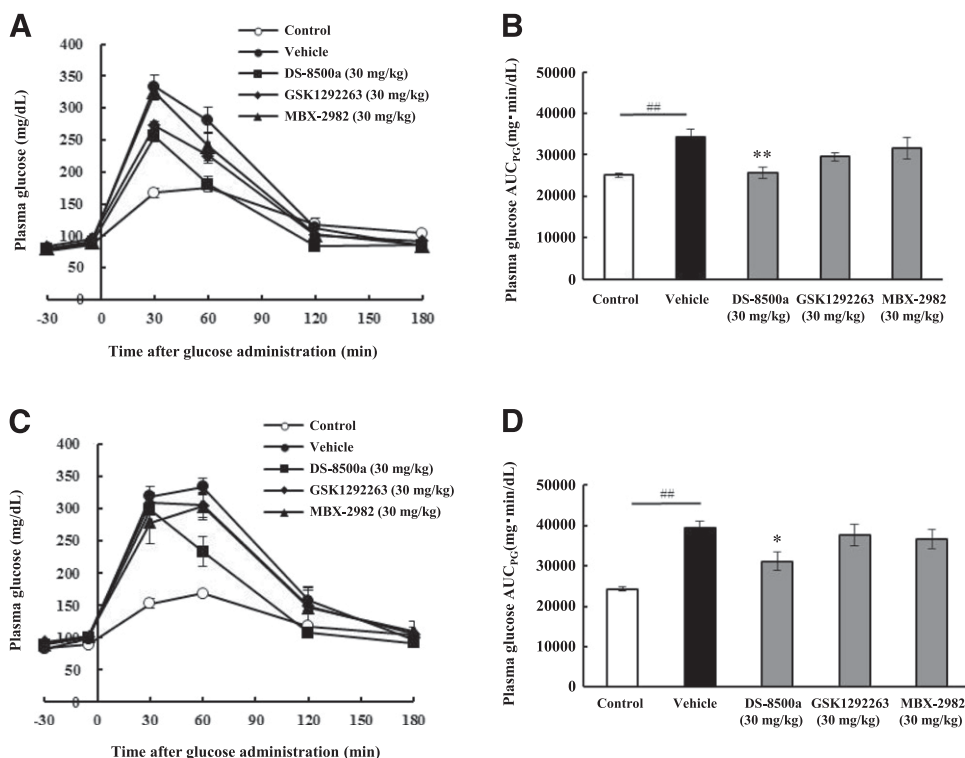 A
Plasma glucose (mg/dL)
400
350
300
250
200
150
100
50
0
-30 0 30 60 120 180
Time after glucose administration (min)
Control
Vehicle
DS-8500a (30 mg/kg)
GSK1292263 (30 mg/kg)
MBX-2982 (30 mg/kg)
B
Plasma glucose AUCPG(mg·min/dL)
50000
40000
30000
20000
10000
0
##
**
Control Vehicle DS-8500a GSK1292263 MBX-2982
(30 mg/kg) (30 mg/kg) (30 mg/kg)
C
Plasma glucose (mg/dL)
400
350
300
250
200
150
100
50
0
-30 0 30 60 120 180
Time after glucose administration (min)
Control
Vehicle
DS-8500a (30 mg/kg)
GSK1292263 (30 mg/kg)
MBX-2982 (30 mg/kg)
D
Plasma glucose AUCPG(mg·min/dL)
50000
40000
30000
20000
10000
0
##
*
Control Vehicle DS-8500a GSK1292263 MBX-2982
(30 mg/kg) (30 mg/kg) (30 mg/kg)